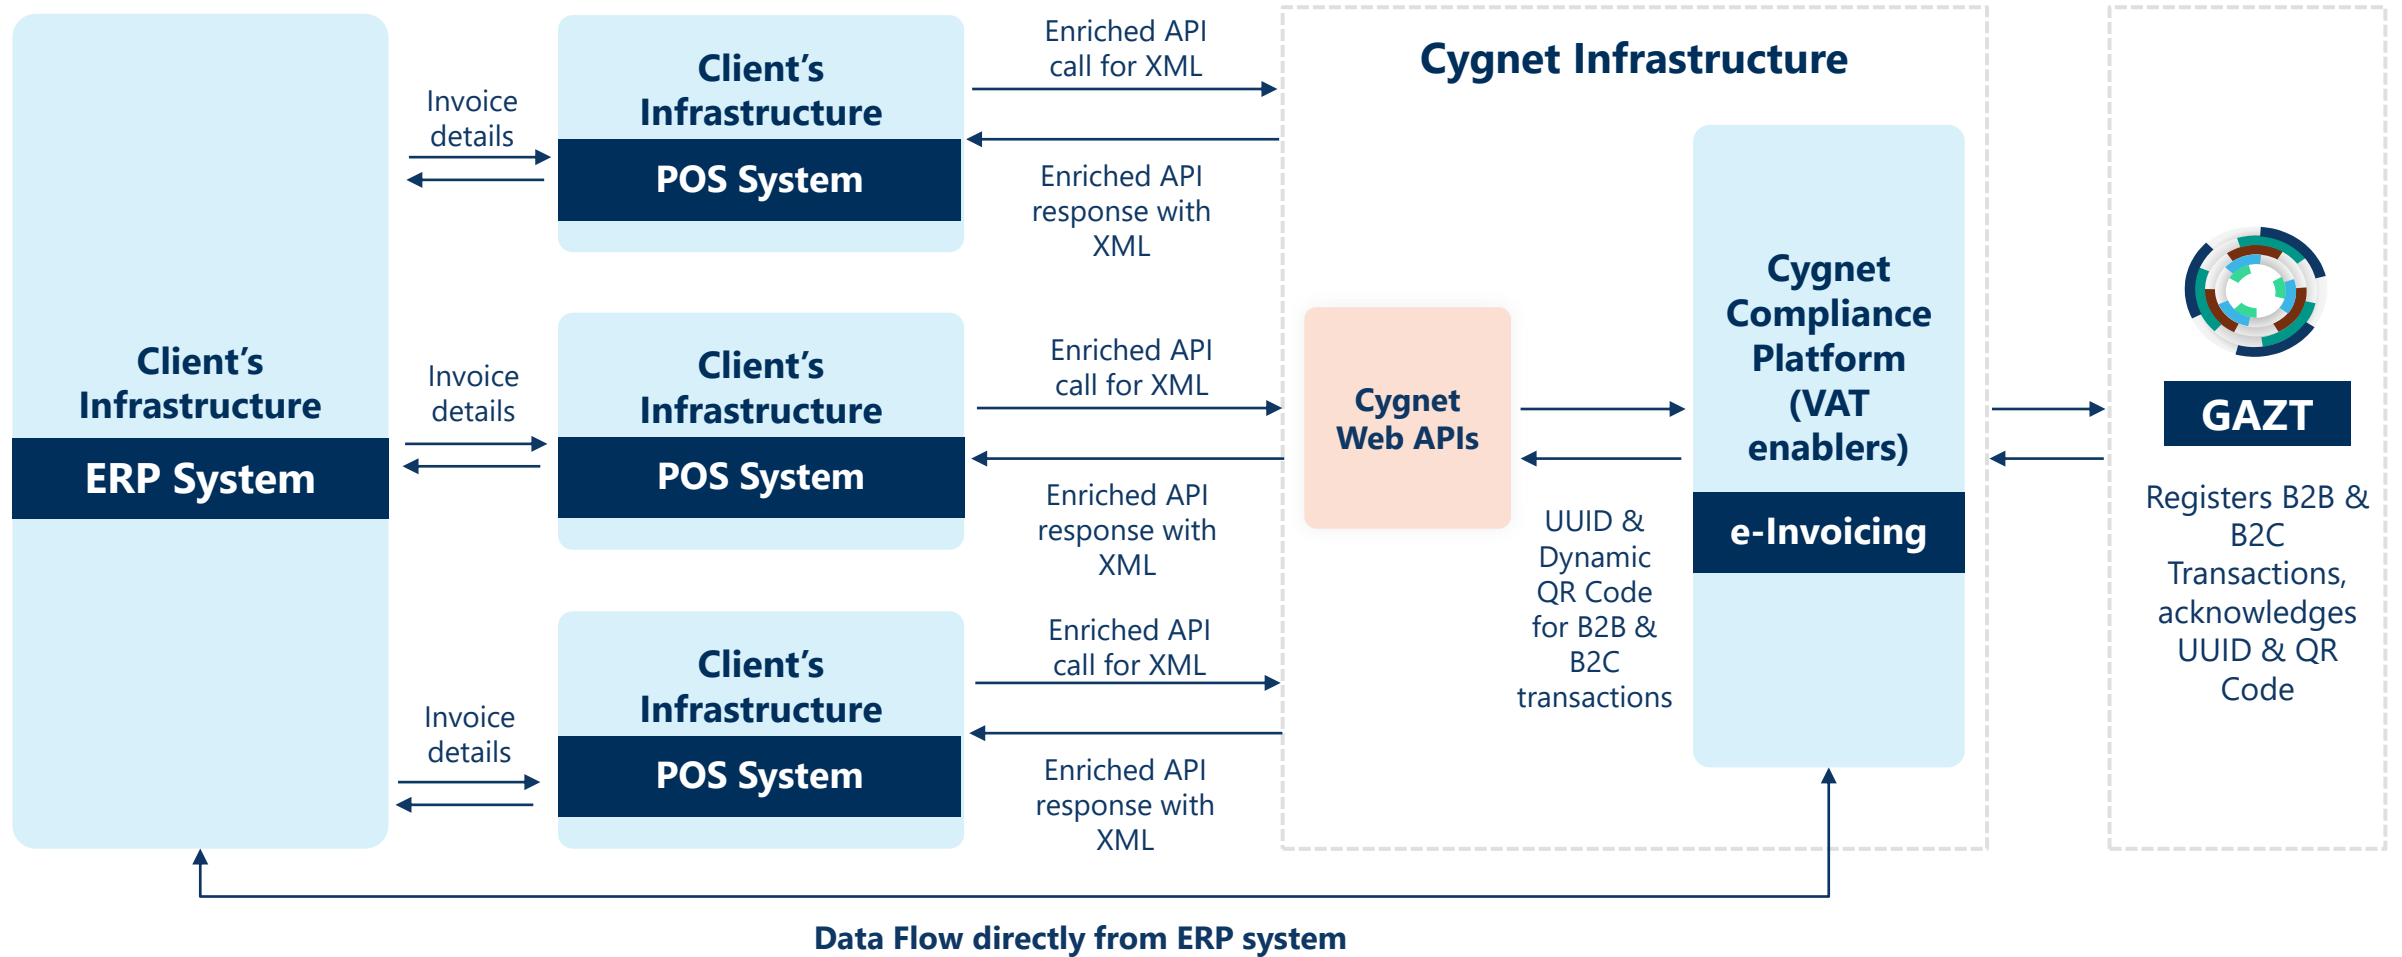 Client’s
Infrastructure
ERP System
Invoice
details
Client’s
Infrastructure
POS System
Enriched API
call for XML
Enriched API
response with
XML
Invoice
details
Client’s
Infrastructure
POS System
Enriched API
call for XML
Enriched API
response with
XML
Invoice
details
Client’s
Infrastructure
POS System
Enriched API
call for XML
Enriched API
response with
XML
Cygnet Infrastructure
Cygnet
Web APIs
UUID &
Dynamic
QR Code
for B2B &
B2C
transactions
Cygnet
Compliance
Platform
(VAT
enablers)
e-Invoicing
GAZT
Registers B2B &
B2C
Transactions,
acknowledges
UUID & QR
Code
Data Flow directly from ERP system